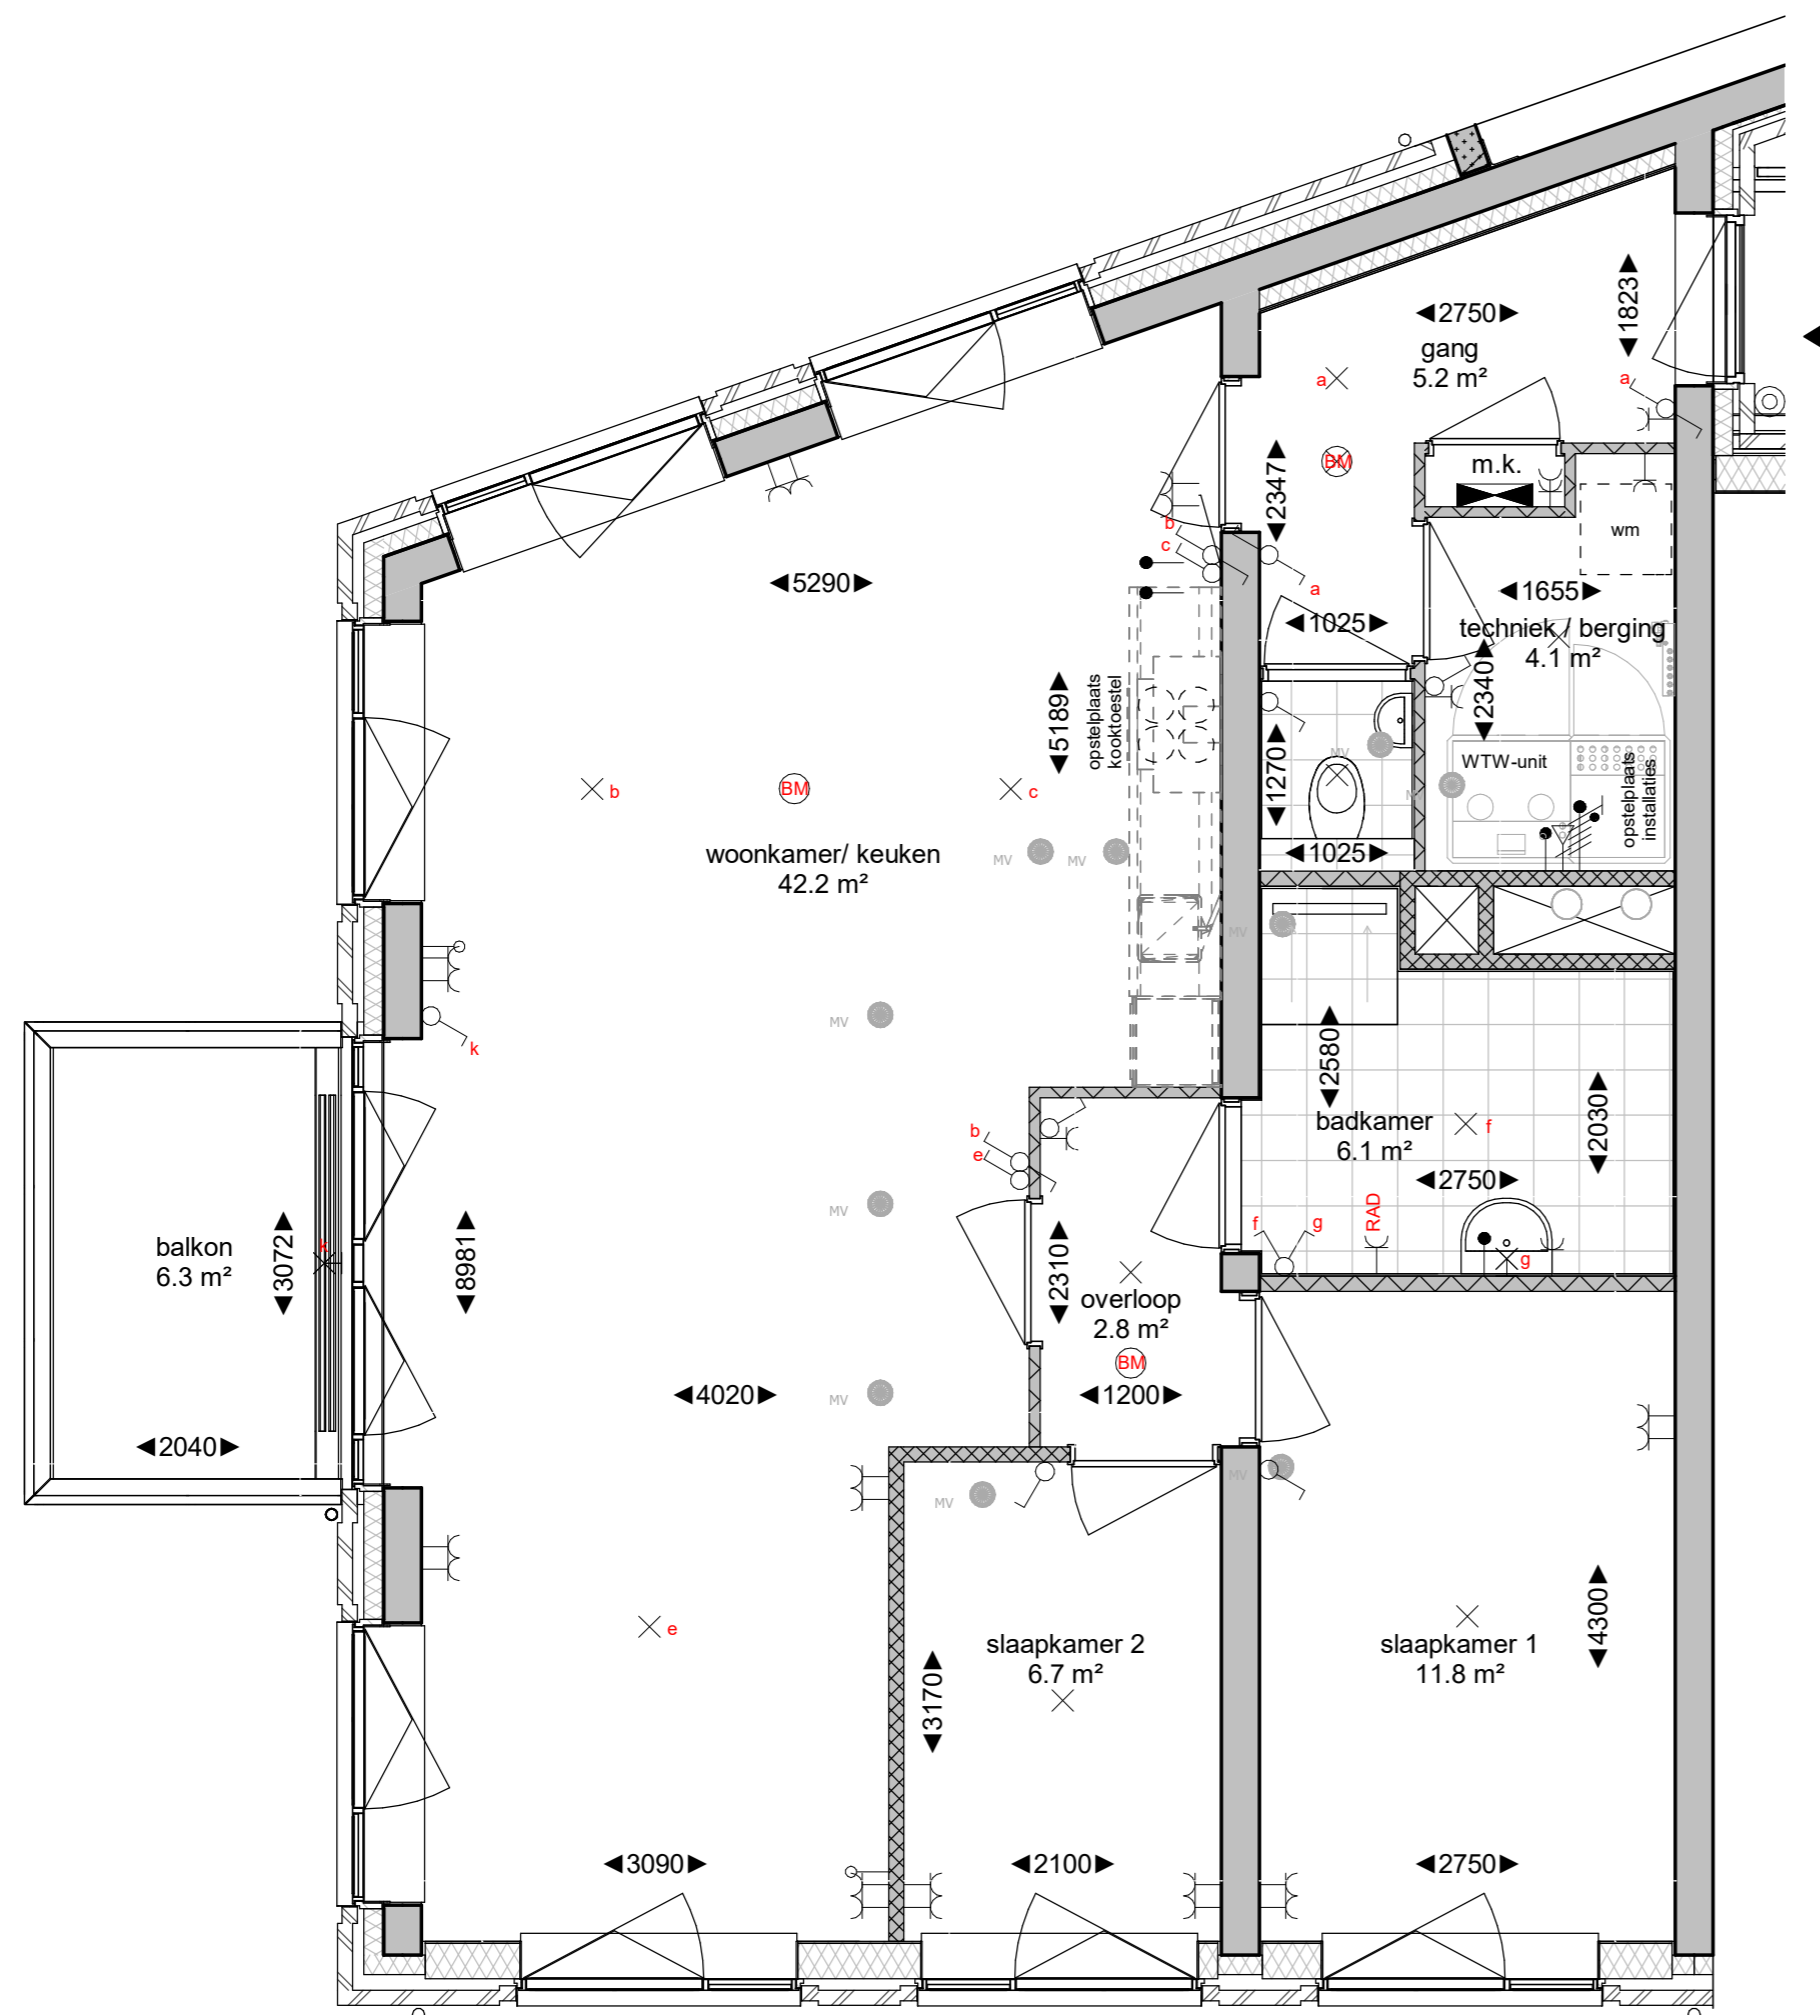 ◄2750►
gang
5.2 m²
◄1823►
a
a
BM
m.k.
◄2347►
wm
b
c
a
◄5290►
◄1655►
◄1025►
techniek / berging
4.1 m²
◄2340►
opstelplaats
kooktoestel
◄5189►
◄1270►
MV
WTW-unit
opstelplaats
installaties
MV
b
BM
c
woonkamer/ keuken
42.2 m²
MV
MV
◄1025►
MV
MV
k
◄2580►
badkamer
6.1 m²
f
◄2030►
b
e
◄2750►
MV
RAD
f
g
g
balkon
6.3 m²
◄3072►
k
◄8981►
◄2310►
overloop
2.8 m²
BM
◄4020►
MV
◄1200►
◄2040►
MV
MV
e
slaapkamer 2
6.7 m²
◄3170►
slaapkamer 1
11.8 m²
◄4300►
◄3090►
◄2100►
◄2750►